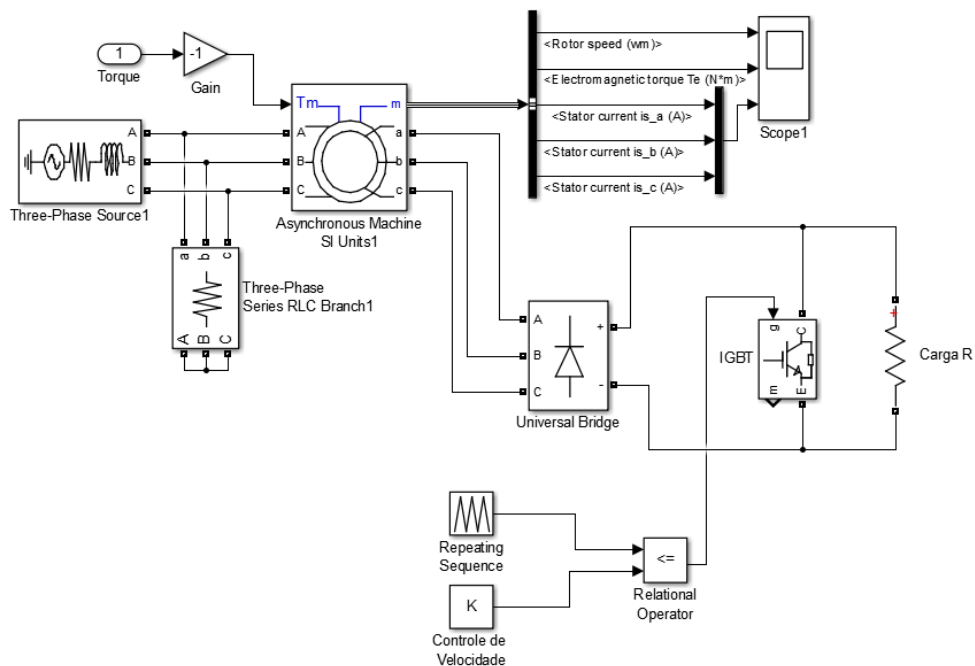 1
Torque
-1
Gain
Tm
m
A
B
C
a
b
c
Asynchronous Machine
SI Units1
A
B
C
Three-Phase Source1
a
b
c
A
B
C
Three-Phase
Series RLC Branch1
<Rotor speed (wm)>
<Electromagnetic torque Te (N*m)>
<Stator current is_a (A)>
<Stator current is_b (A)>
<Stator current is_c (A)>
Scope1
A
B
C
+
-
Universal Bridge
g
C
m
E
IGBT
+
Carga R
Repeating
Sequence
<=
Relational
Operator
K
Controle de
Velocidade